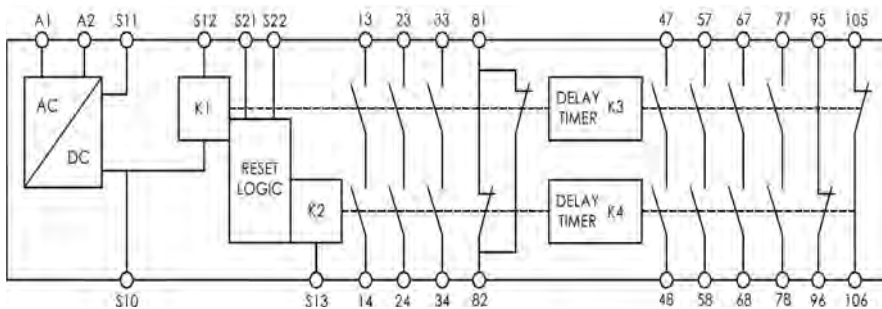 A1 A2 S11 S12 S21 S22 13 23 33 81 47 57 67 77 95 105
AC
DC
K1
RESET
LOGIC
K2
DELAY
TIMER K3
DELAY
TIMER K4
S10 S13 14 24 34 82 48 58 68 78 96 106